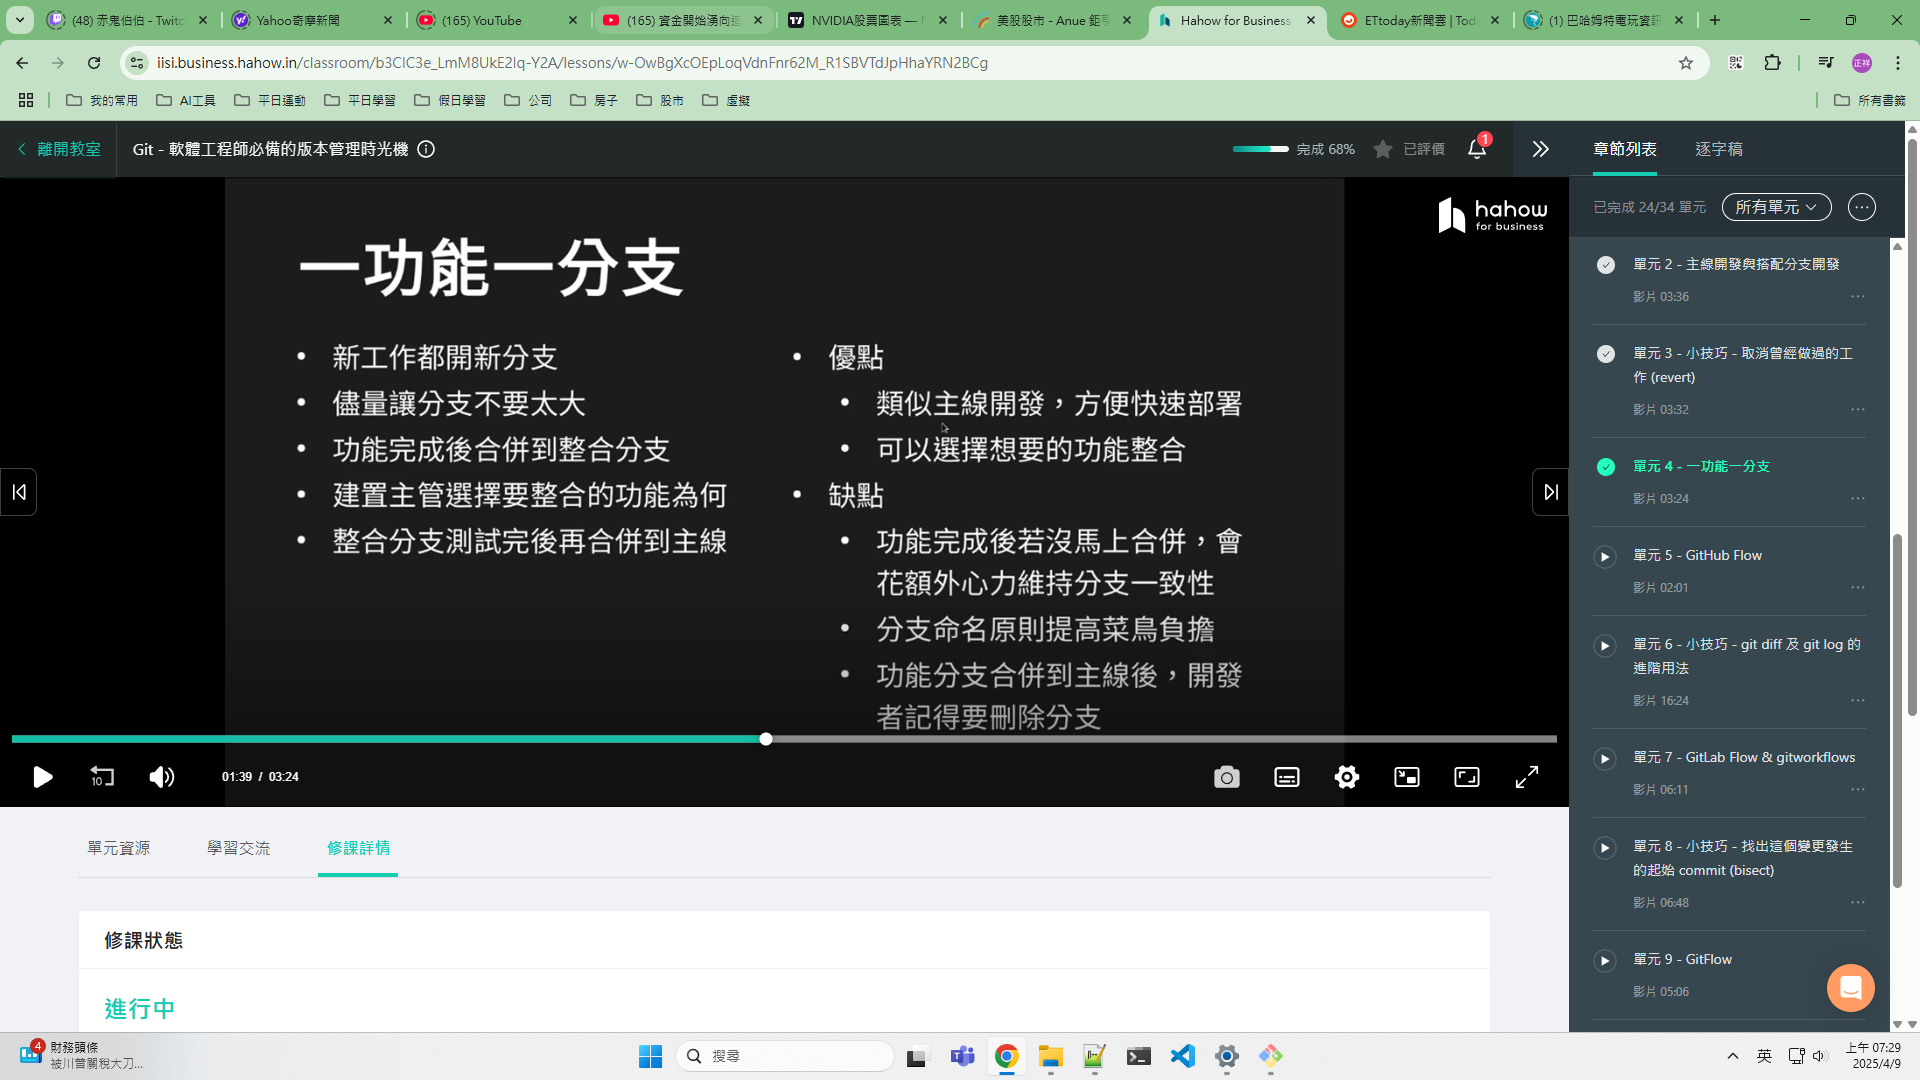 (48) 赤鬼伯伯 - Twitc
Yahoo奇摩新聞
(165) YouTube
(165) 資金開始湧向這
NVIDIA股票圖表 — N
美股股市 - Anue 鉅亨
Hahow for Business
ETtoday新聞雲 | Tod
(1) 巴哈姆特電玩資訊
iisi.business.hahow.in/classroom/b3CIC3e_LmM8UkE2Iq-Y2A/lessons/w-OwBgXcOEpLoqVdnFnr62M_R1SBVTdJpHhaYRN2BCg
正祥
我的常用
AI工具
平日運動
平日學習
假日學習
公司
房子
股市
虛擬
所有書籤
離開教室
Git - 軟體工程師必備的版本管理時光機
完成 68%
已評價
1
章節列表
逐字稿
已完成 24/34 單元
所有單元
hahow
for business
一功能一分支
• 新工作都開新分支
• 儘量讓分支不要太大
• 功能完成後合併到整合分支
• 建置主管選擇要整合的功能為何
• 整合分支測試完後再合併到主線
• 優點
• 類似主線開發，方便快速部署
• 可以選擇想要的功能整合
• 缺點
• 功能完成後若沒馬上合併，會
花額外心力維持分支一致性
• 分支命名原則提高菜鳥負擔
• 功能分支合併到主線後，開發
者記得要刪除分支
10
01:39 / 03:24
單元 2 - 主線開發與搭配分支開發
影片 03:36
單元 3 - 小技巧 - 取消曾經做過的工
作 (revert)
影片 03:32
單元 4 - 一功能一分支
影片 03:24
單元 5 - GitHub Flow
影片 02:01
單元 6 - 小技巧 - git diff 及 git log 的
進階用法
影片 16:24
單元 7 - GitLab Flow & gitworkflows
影片 06:11
單元 8 - 小技巧 - 找出這個變更發生
的起始 commit (bisect)
影片 06:48
單元 9 - GitFlow
影片 05:06
單元資源
學習交流
修課詳情
修課狀態
進行中
4
財務頭條
被川普關稅大刀...
搜尋
英
上午 07:29
2025/4/9